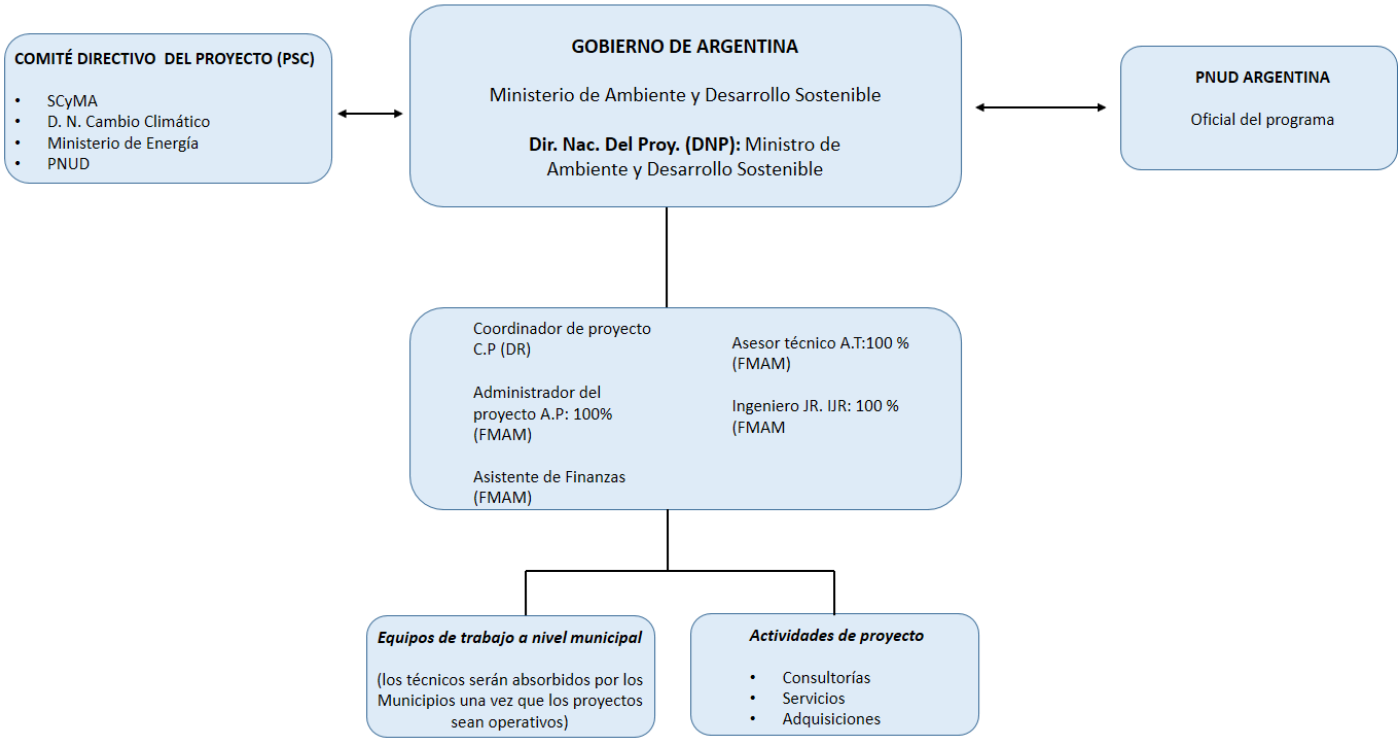 COMITÉ DIRECTIVO DEL PROYECTO (PSC)
• SCyMA
• D. N. Cambio Climático
• Ministerio de Energía
• PNUD
GOBIERNO DE ARGENTINA
Ministerio de Ambiente y Desarrollo Sostenible
Dir. Nac. Del Proy. (DNP): Ministro de
Ambiente y Desarrollo Sostenible
PNUD ARGENTINA
Oficial del programa
Coordinador de proyecto
C.P (DR)
Administrador del
proyecto A.P: 100%
(FMAM)
Asistente de Finanzas
(FMAM)
Asesor técnico A.T:100 %
(FMAM)
Ingeniero JR. IJR: 100 %
(FMAM
Equipos de trabajo a nivel municipal
(los técnicos serán absorbidos por los
Municipios una vez que los proyectos
sean operativos)
Actividades de proyecto
• Consultorías
• Servicios
• Adquisiciones